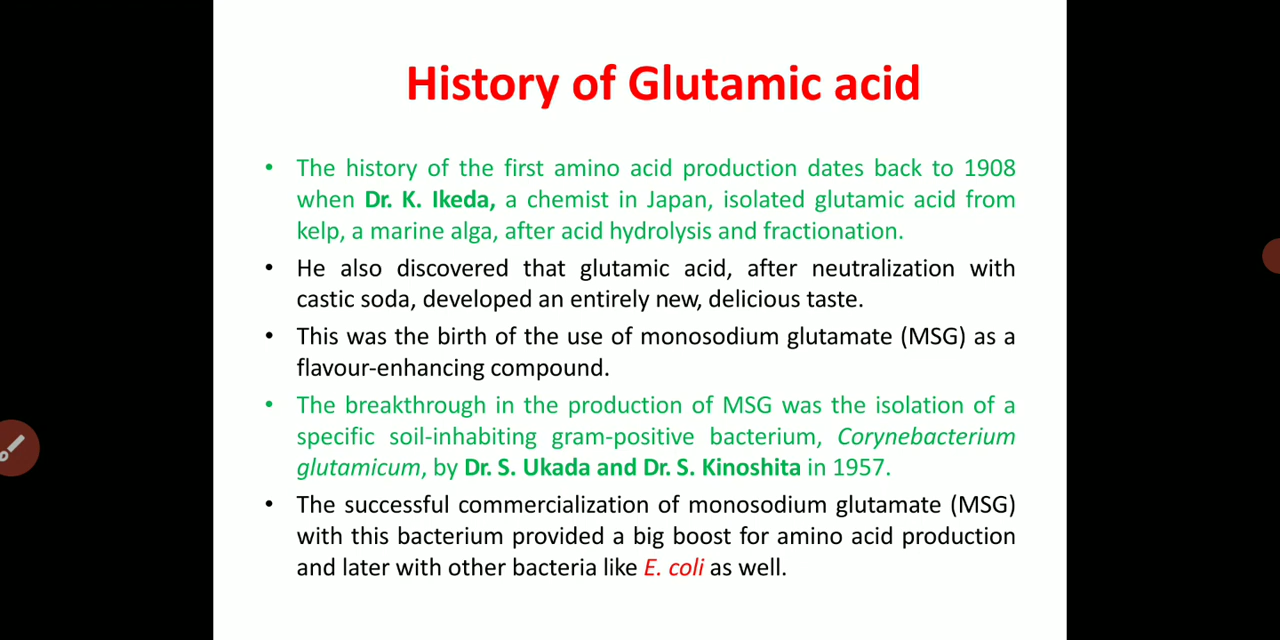 History of Glutamic acid
• The history of the first amino acid production dates back to 1908
when Dr. K. Ikeda, a chemist in Japan, isolated glutamic acid from
kelp, a marine alga, after acid hydrolysis and fractionation.
• He also discovered that glutamic acid, after neutralization with
castic soda, developed an entirely new, delicious taste.
• This was the birth of the use of monosodium glutamate (MSG) as a
flavour-enhancing compound.
• The breakthrough in the production of MSG was the isolation of a
specific soil-inhabiting gram-positive bacterium, Corynebacterium
glutamicum, by Dr. S. Ukada and Dr. S. Kinoshita in 1957.
• The successful commercialization of monosodium glutamate (MSG)
with this bacterium provided a big boost for amino acid production
and later with other bacteria like E. coli as well.